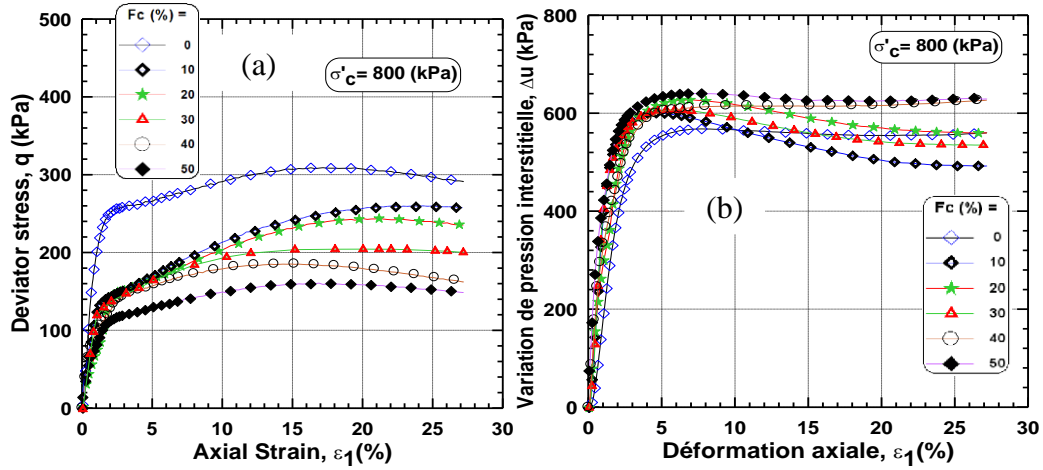 Fc (%) =
0
10
20
30
40
50
(a)
σ'c= 800 (kPa)
500
400
300
200
100
0
0 5 10 15 20 25 30
Deviator stress, q (kPa)
Axial Strain, ε1(%)
σ'c= 800 (kPa)
(b)
Fc (%) =
0
10
20
30
40
50
800
600
400
200
0
0 5 10 15 20 25 30
Variation de pression interstitielle, Δu (kPa)
Déformation axiale, ε1(%)